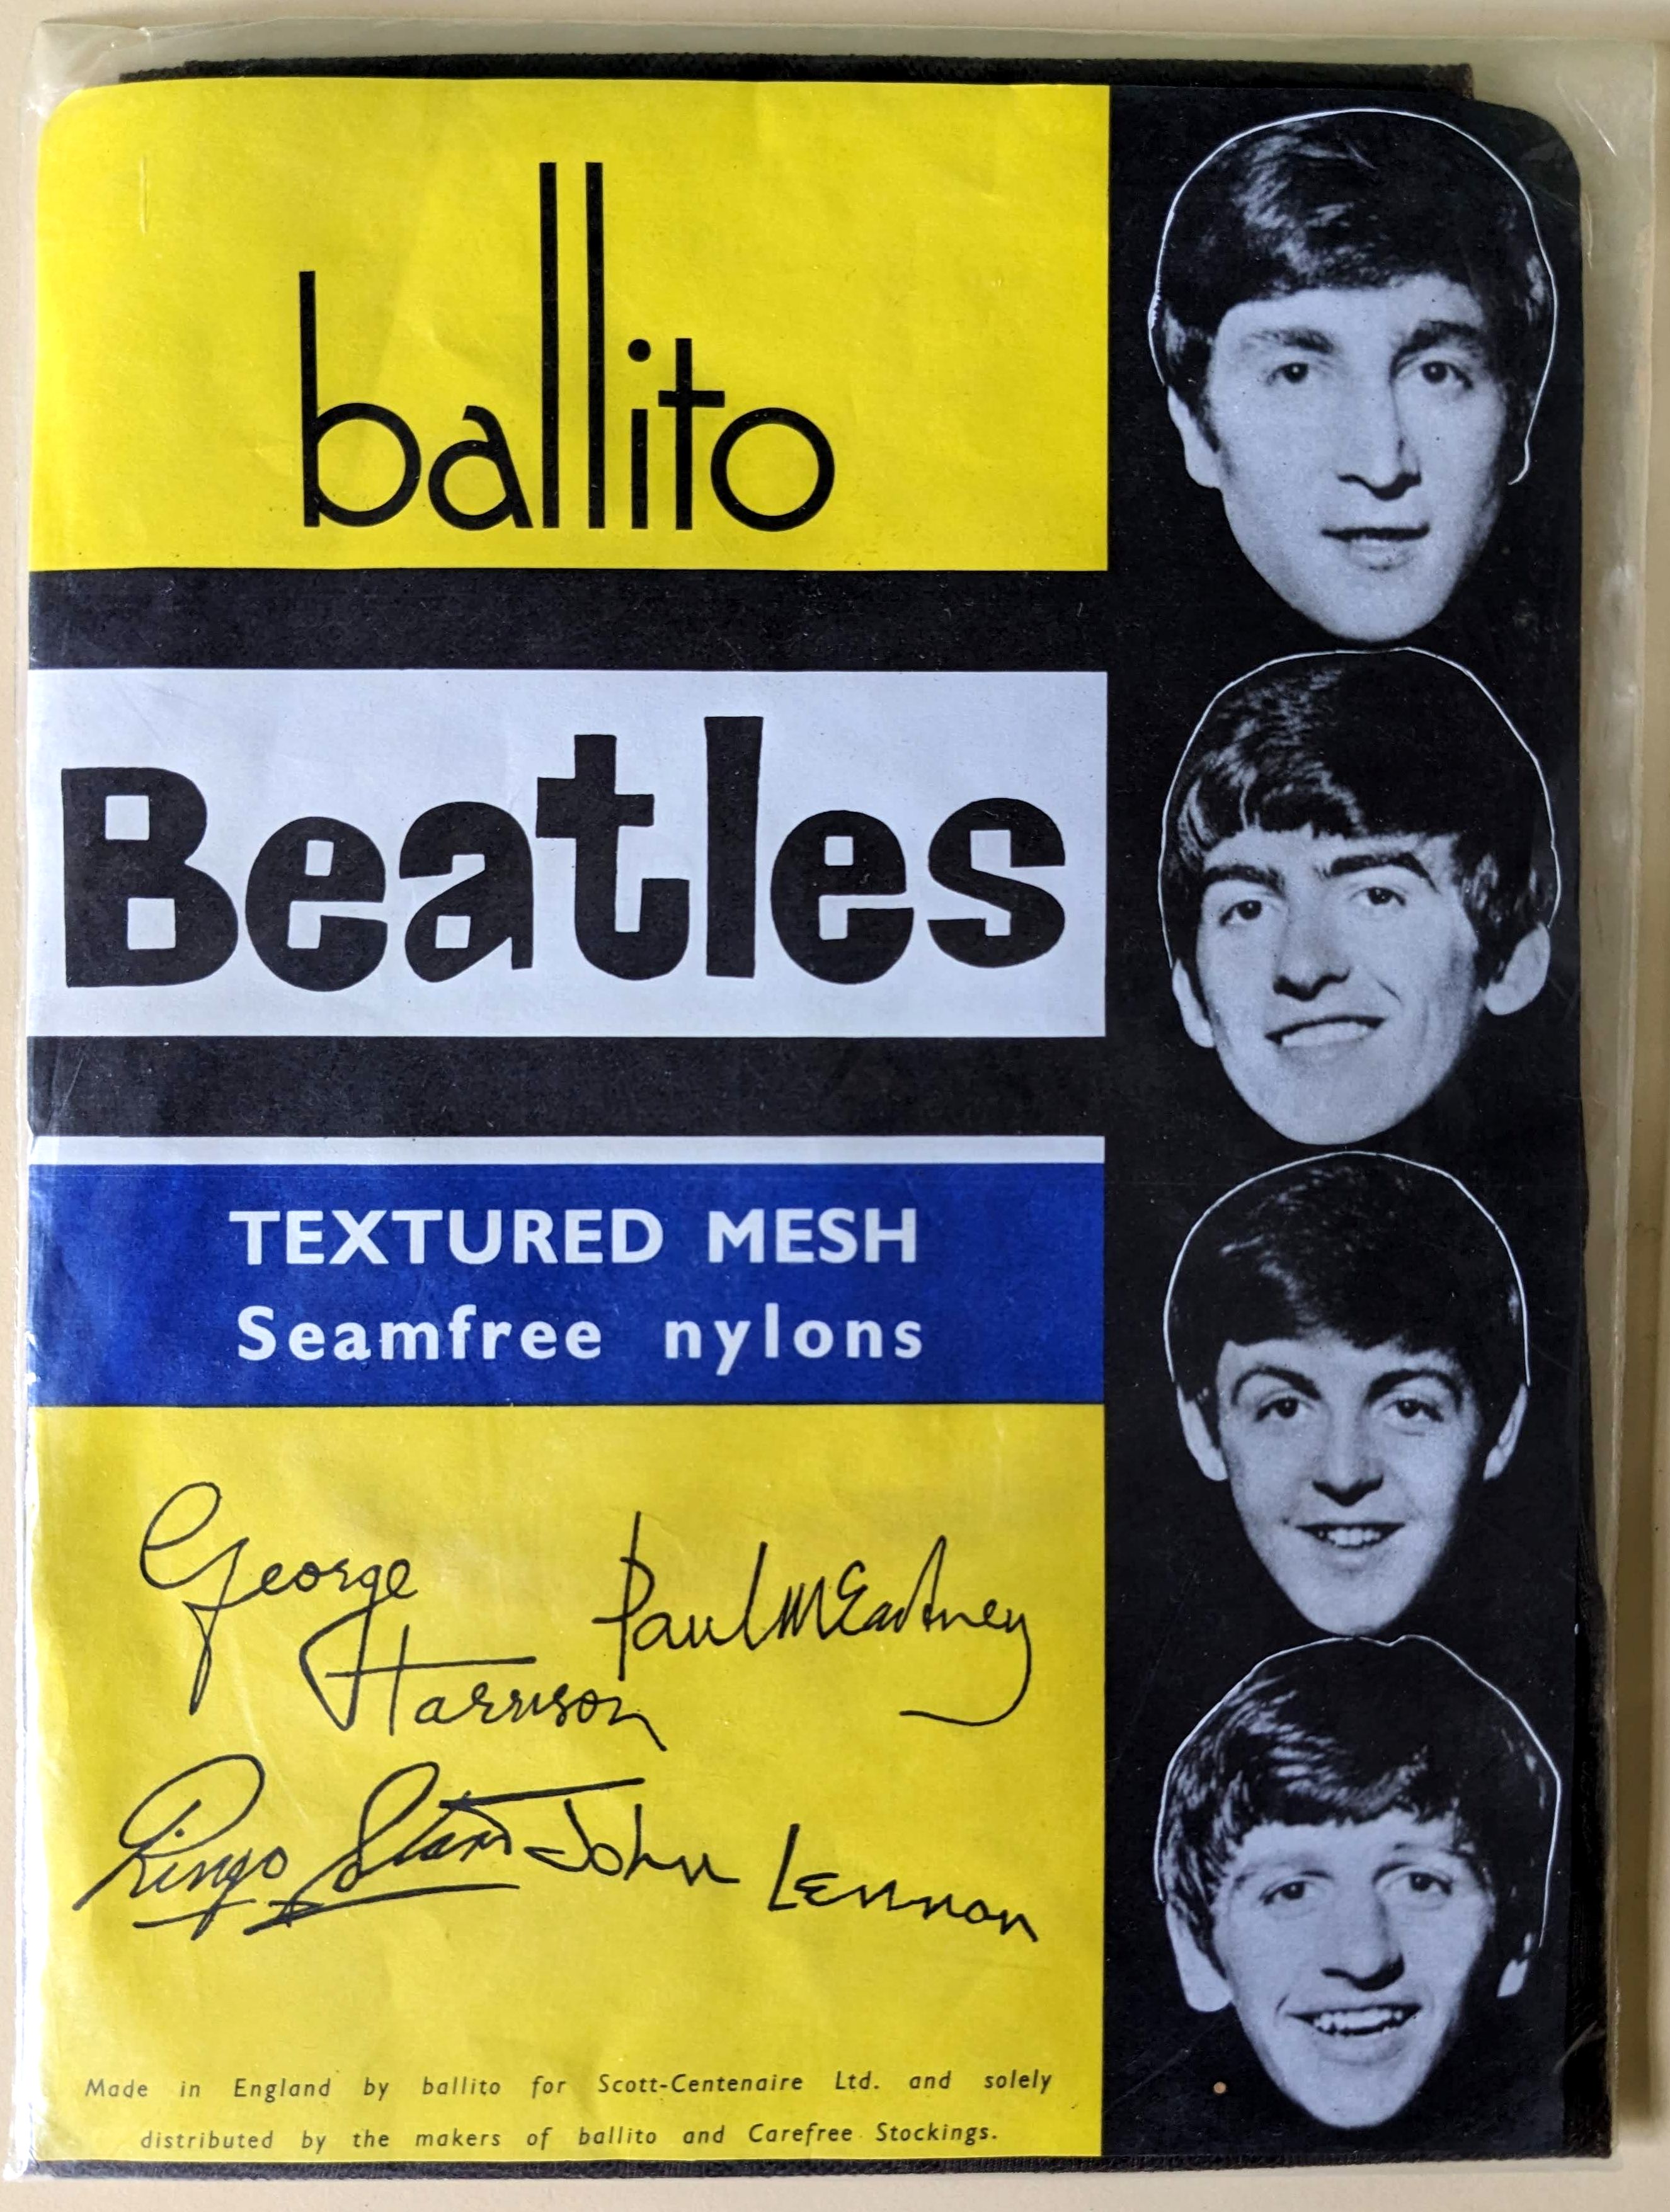 ballito
Beatles
TEXTURED MESH
Seamfree nylons
George
Harrison
Paul McCartney
Ringo Starr
John Lennon
Made in England by ballito for Scott-Centenaire Ltd. and solely
distributed by the makers of ballito and Carefree Stockings.